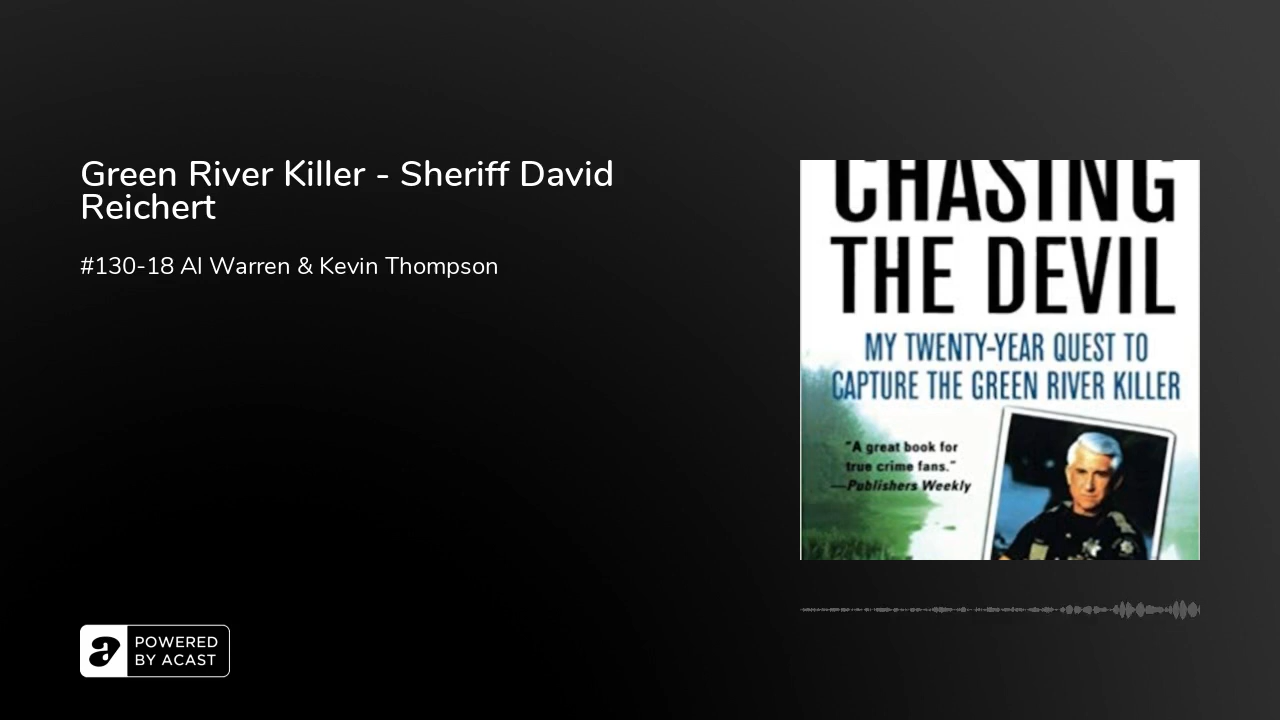 Green River Killer - Sheriff David
Reichert
#130-18 Al Warren & Kevin Thompson
CHASING
THE DEVIL
MY TWENTY-YEAR QUEST TO
CAPTURE THE GREEN RIVER KILLER
"A great book for
true crime fans."
—Publishers Weekly
POWERED
BY ACAST